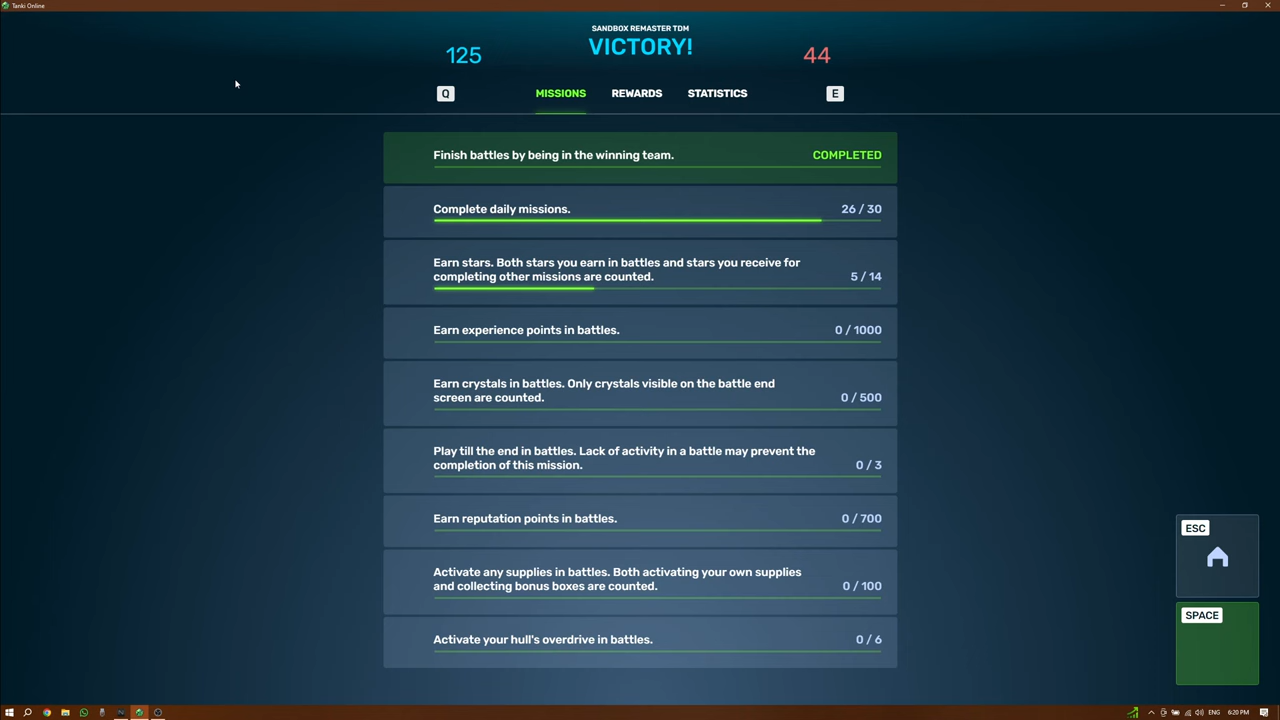 Tanki Online
SANDBOX REMASTER TDM
125 VICTORY! 44
Q MISSIONS REWARDS STATISTICS E
Finish battles by being in the winning team. COMPLETED
Complete daily missions. 26 / 30
Earn stars. Both stars you earn in battles and stars you receive for
completing other missions are counted. 5 / 14
Earn experience points in battles. 0 / 1000
Earn crystals in battles. Only crystals visible on the battle end
screen are counted. 0 / 500
Play till the end in battles. Lack of activity in a battle may prevent the
completion of this mission. 0 / 3
Earn reputation points in battles. 0 / 700
ESC
Activate any supplies in battles. Both activating your own supplies
and collecting bonus boxes are counted. 0 / 100
SPACE
Activate your hull's overdrive in battles. 0 / 6
ENG 6:20 PM